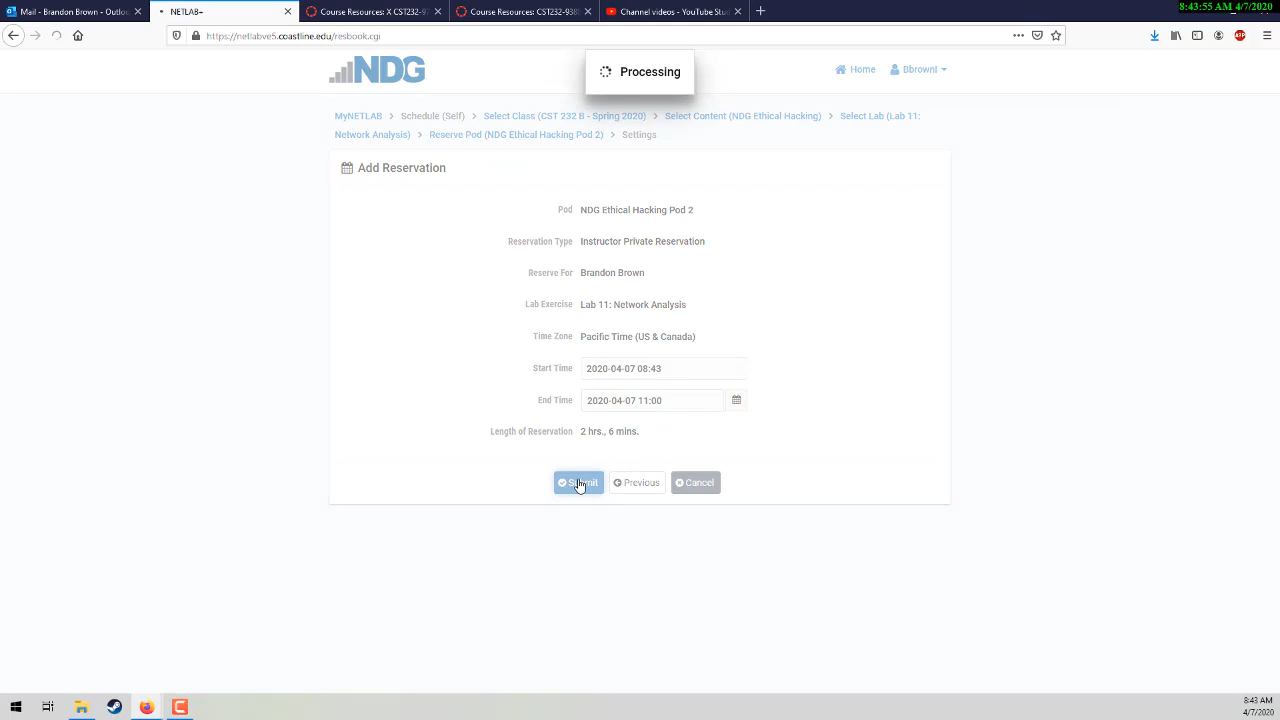 8:43:55 AM 4/7/2020
Mail - Brandon Brown - Outloo
NETLAB+
Course Resources: X CST232-9
Course Resources: CST232-938
Channel videos - YouTube Stu
https://netlabve5.coastline.edu/resbook.cgi
NDG
Processing
Home
Bbrownl
MyNETLAB > Schedule (Self) > Select Class (CST 232 B - Spring 2020) > Select Content (NDG Ethical Hacking) > Select Lab (Lab 11:
Network Analysis) > Reserve Pod (NDG Ethical Hacking Pod 2) > Settings
Add Reservation
Pod NDG Ethical Hacking Pod 2
Reservation Type Instructor Private Reservation
Reserve For Brandon Brown
Lab Exercise Lab 11: Network Analysis
Time Zone Pacific Time (US & Canada)
Start Time 2020-04-07 08:43
End Time 2020-04-07 11:00
Length of Reservation 2 hrs., 6 mins.
Submit Previous Cancel
8:43 AM
4/7/2020